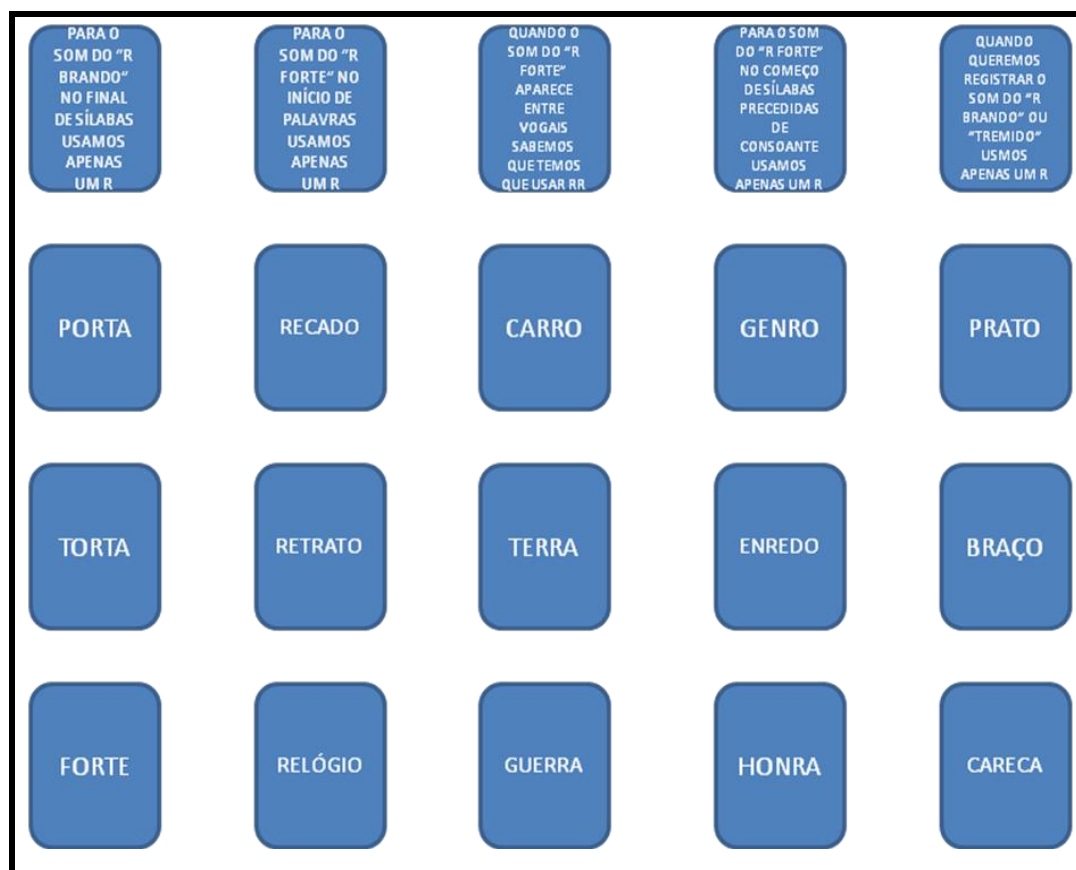 PARA O
SOM DO “R
BRANDO”
NO FINAL
DE SÍLABAS
USAMOS
APENAS
UM R
PARA O
SOM DO “R
FORTE” NO
INÍCIO DE
PALAVRAS
USAMOS
APENAS
UM R
QUANDO O
SOM DO “R
FORTE”
APARECE
ENTRE
VOGAIS
SABEMOS
QUE TEMOS
QUE USAR RR
PARA O SOM
DO “R FORTE”
NO COMEÇO
DE SÍLABAS
PRECEDIDAS
DE
CONSOANTE
USAMOS
APENAS UM R
QUANDO
QUEREMOS
REGISTRAR O
SOM DO “R
BRANDO” OU
“TREMIDO”
USMOS
APENAS UM R
PORTA
RECADO
CARRO
GENRO
PRATO
TORTA
RETRATO
TERRA
ENREDO
BRAÇO
FORTE
RELÓGIO
GUERRA
HONRA
CARECA